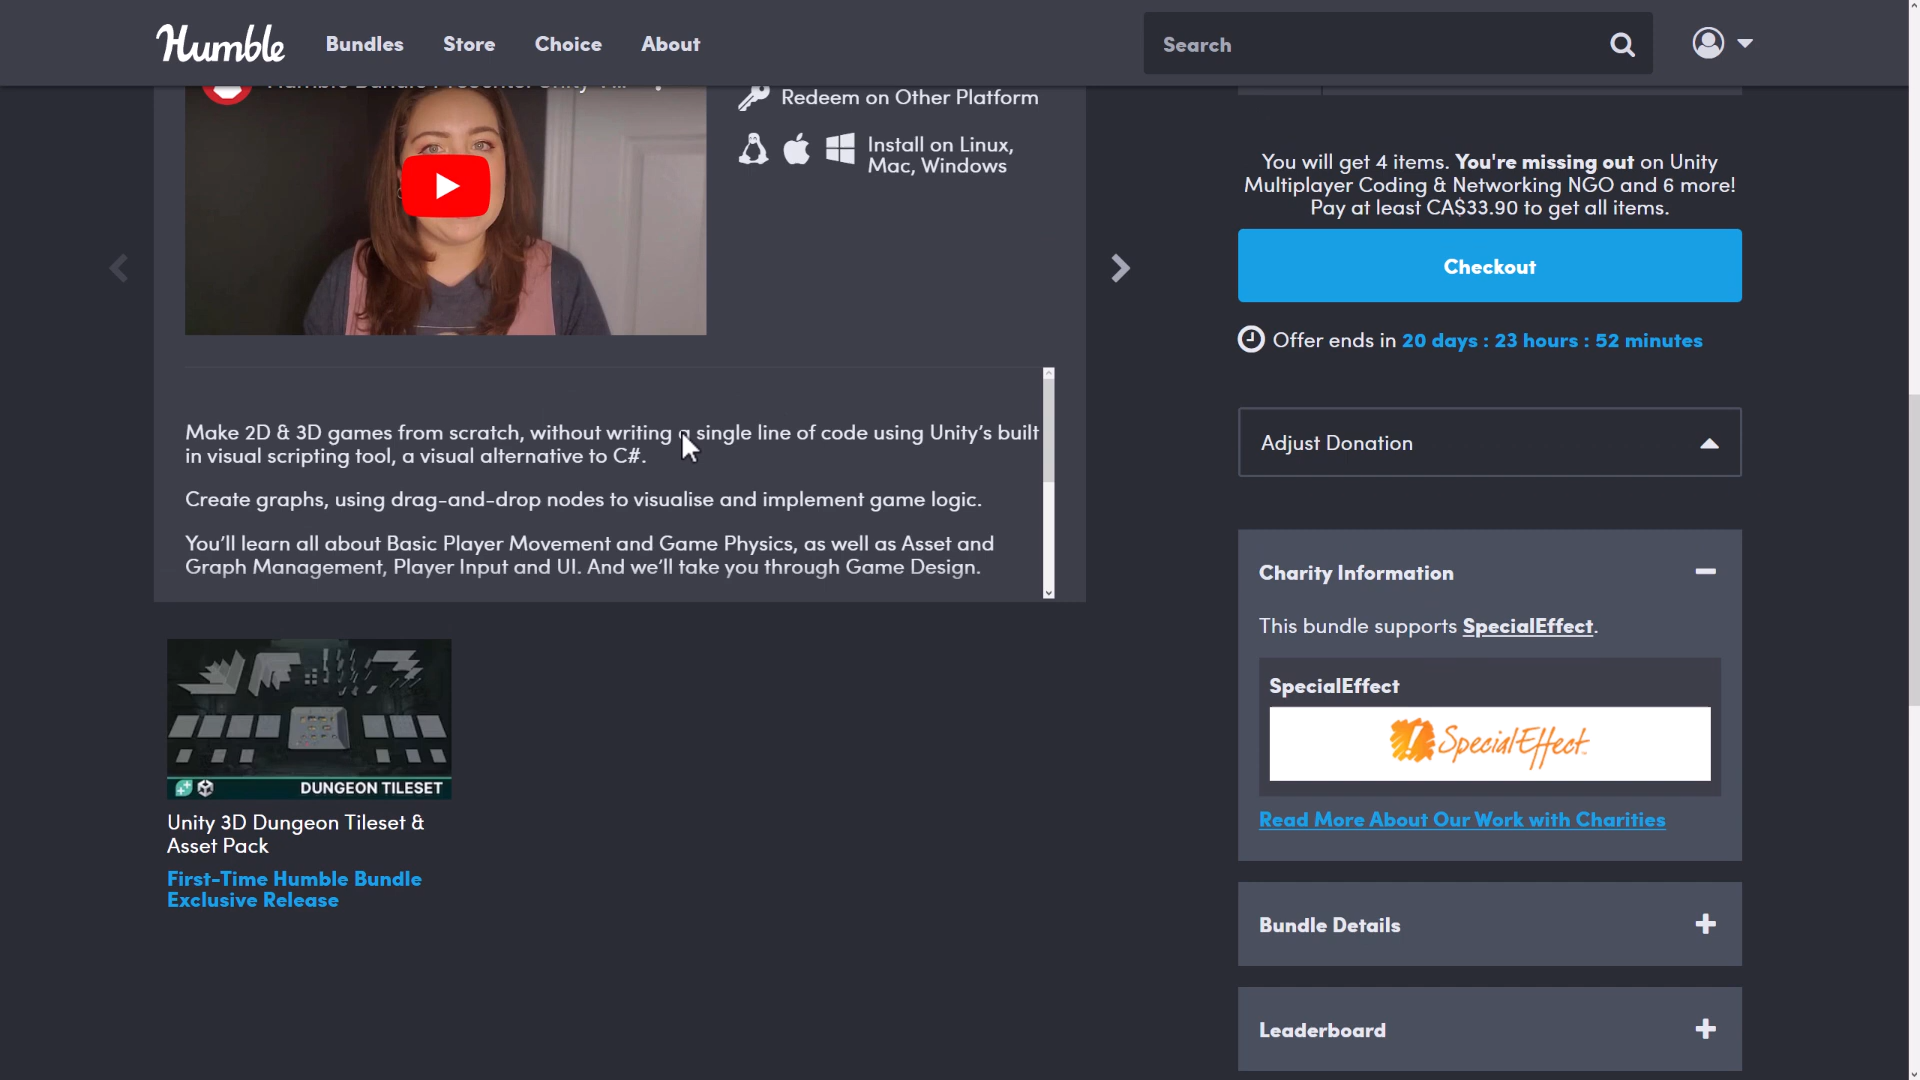 Humble
Bundles
Store
Choice
About
Search
Redeem on Other Platform
Install on Linux,
Mac, Windows
Make 2D & 3D games from scratch, without writing a single line of code using Unity’s built
in visual scripting tool, a visual alternative to C#.
Create graphs, using drag-and-drop nodes to visualise and implement game logic.
You’ll learn all about Basic Player Movement and Game Physics, as well as Asset and
Graph Management, Player Input and UI. And we’ll take you through Game Design.
DUNGEON TILESET
Unity 3D Dungeon Tileset &
Asset Pack
First-Time Humble Bundle
Exclusive Release
You will get 4 items. You're missing out on Unity
Multiplayer Coding & Networking NGO and 6 more!
Pay at least CA$33.90 to get all items.
Checkout
Offer ends in 20 days : 23 hours : 52 minutes
Adjust Donation
Charity Information
This bundle supports SpecialEffect.
SpecialEffect
SpecialEffect
Read More About Our Work with Charities
Bundle Details
Leaderboard